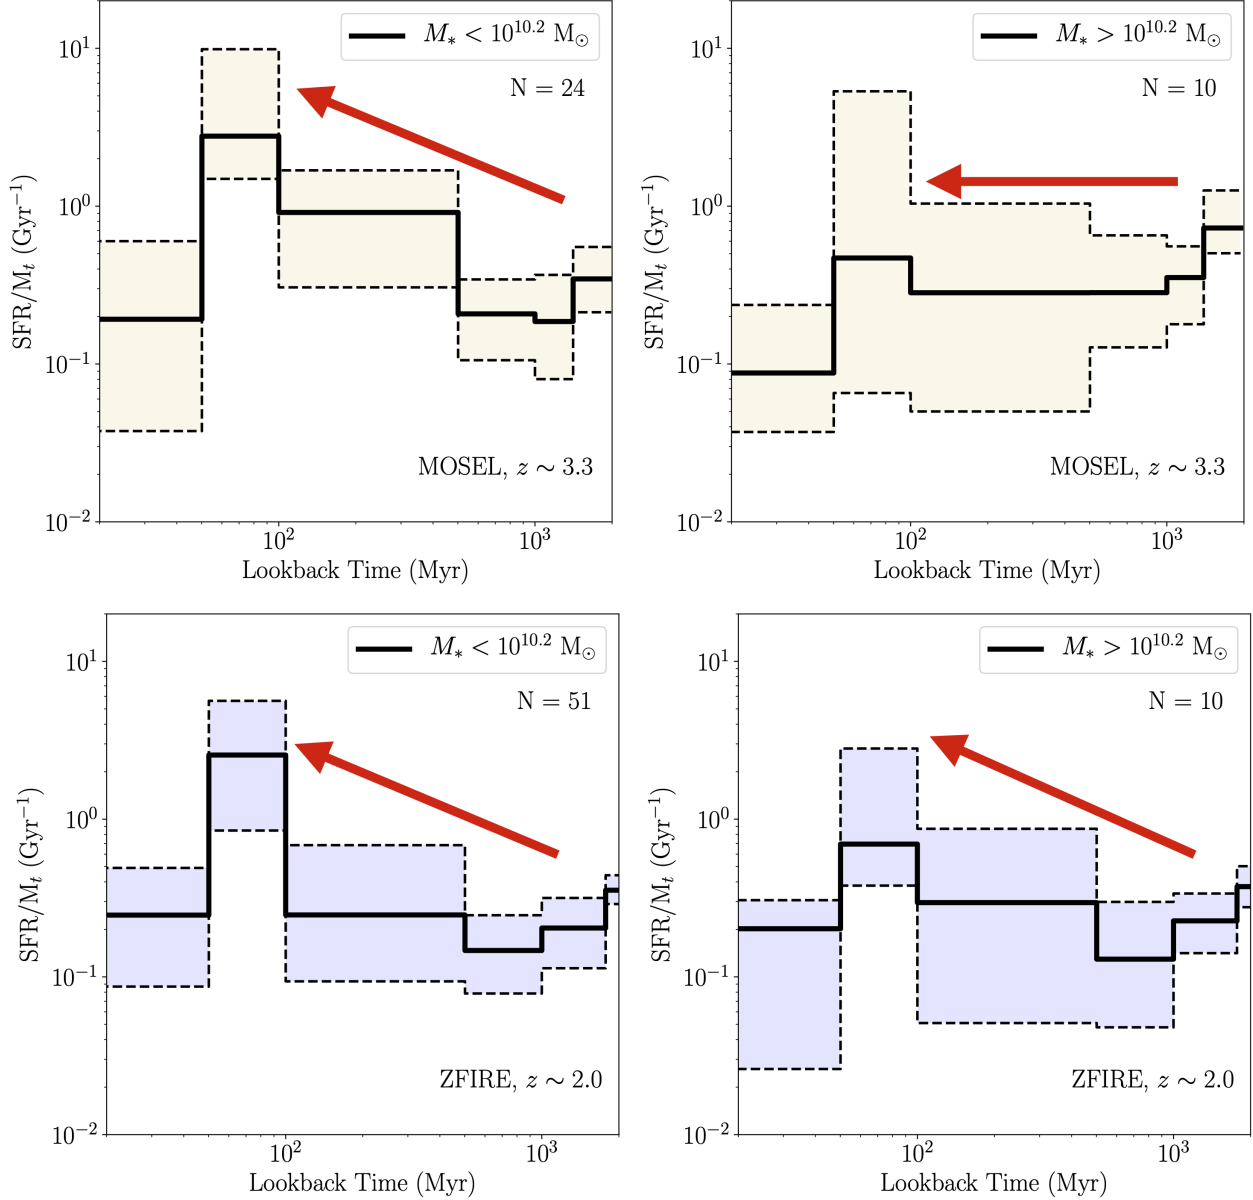 M* < 10^10.2 M⊙
N = 24
10^1
10^0
10^−1
10^−2
SFR/M_t (Gyr^−1)
MOSEL, z ∼ 3.3
10^2 10^3
Lookback Time (Myr)
M* > 10^10.2 M⊙
N = 10
10^1
10^0
10^−1
10^−2
SFR/M_t (Gyr^−1)
MOSEL, z ∼ 3.3
10^2 10^3
Lookback Time (Myr)
M* < 10^10.2 M⊙
N = 51
10^1
10^0
10^−1
10^−2
SFR/M_t (Gyr^−1)
ZFIRE, z ∼ 2.0
10^2 10^3
Lookback Time (Myr)
M* > 10^10.2 M⊙
N = 10
10^1
10^0
10^−1
10^−2
SFR/M_t (Gyr^−1)
ZFIRE, z ∼ 2.0
10^2 10^3
Lookback Time (Myr)